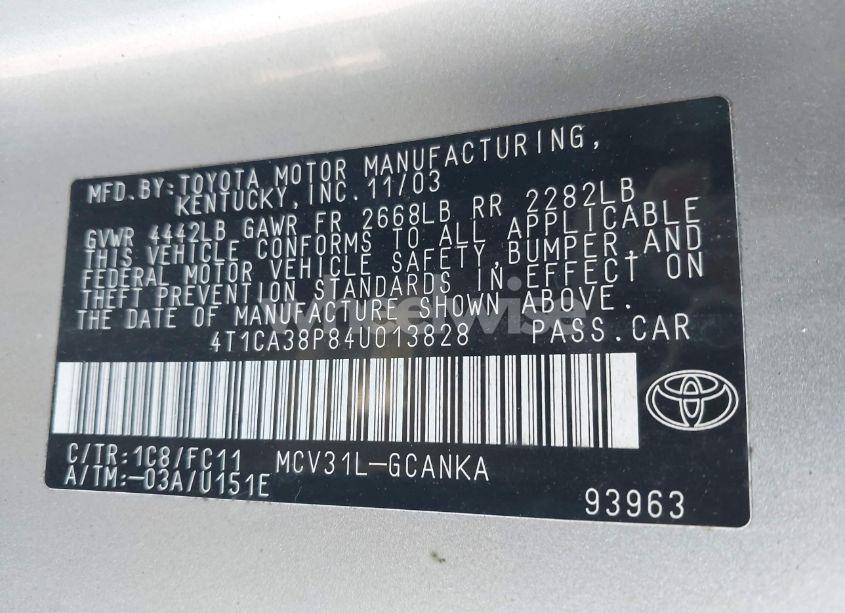 MFD.BY:TOYOTA MOTOR MANUFACTURING,
KENTUCKY,INC.11/03
GVWR 4442LB GAWR FR 2668LB RR 2282LB
THIS VEHICLE CONFORMS TO ALL APPLICABLE
FEDERAL MOTOR VEHICLE SAFETY,BUMPER,AND
THEFT PREVENTION STANDARDS IN EFFECT ON
THE DATE OF MANUFACTURE SHOWN ABOVE.
4T1CA38P84U013828 PASS.CAR
C/TR:1C8/FC11 MCV31L-GCANKA
A/TM:-03A/U151E
93963